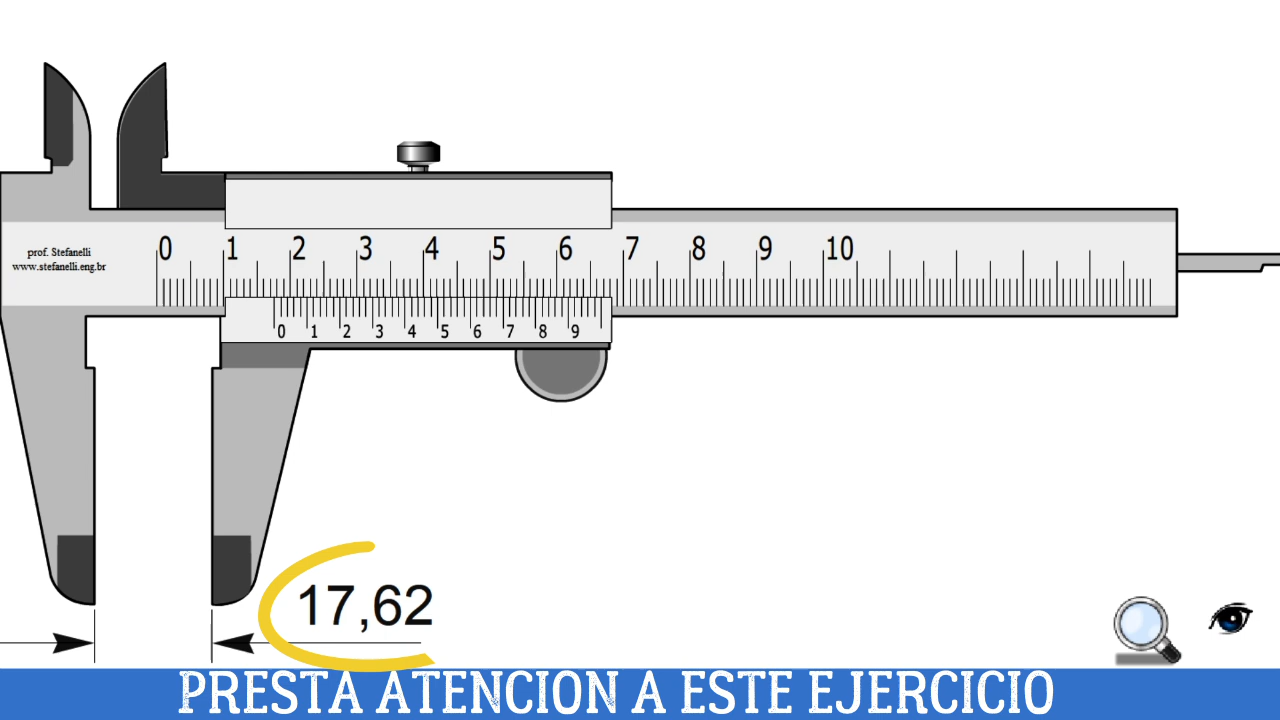 prof. Stefanelli
www.stefanelli.eng.br
0 1 2 3 4 5 6 7 8 9 10
0 1 2 3 4 5 6 7 8 9
17,62
PRESTA ATENCION A ESTE EJERCICIO